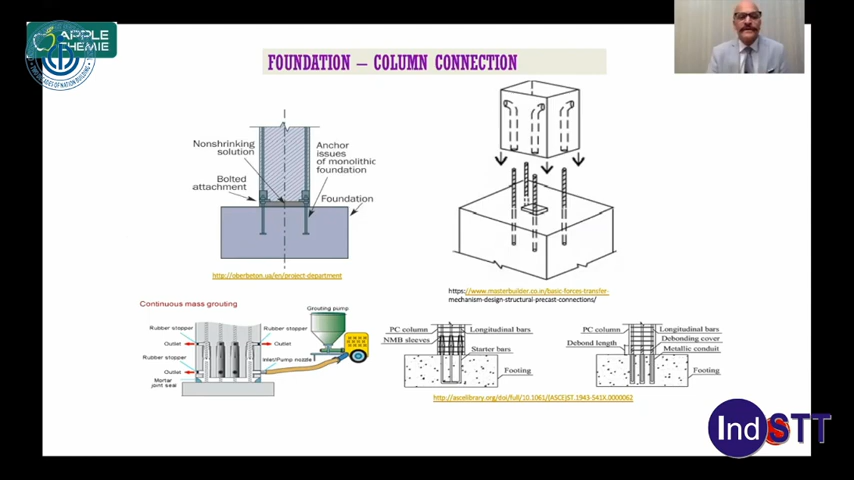 APPLE
CHEMIE
DECADES OF NATION BUILDING
FOUNDATION – COLUMN CONNECTION
Nonshrinking
solution
Bolted
attachment
Anchor
issues
of monolithic
foundation
Foundation
http://oberbeton.ua/en/project-department
https://www.masterbuilder.co.in/basic-forces-transfer-
mechanism-design-structural-precast-connections/
Continuous mass grouting
Grouting pump
Rubber stopper
Outlet
Rubber stopper
Outlet
Mortar
joint seal
Rubber stopper
Outlet
Inlet/Pump nozzle
PC column
NMB sleeves
Longitudinal bars
Starter bars
Footing
PC column
Debond length
Longitudinal bars
Debonding cover
Metallic conduit
Footing
http://ascelibrary.org/doi/full/10.1061/(ASCE)ST.1943-541X.0000062
IndSTT